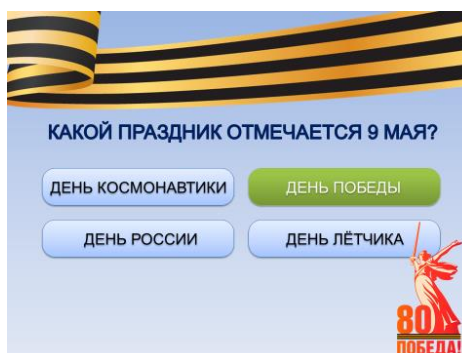 КАКОЙ ПРАЗДНИК ОТМЕЧАЕТСЯ 9 МАЯ?
ДЕНЬ КОСМОНАВТИКИ
ДЕНЬ ПОБЕДЫ
ДЕНЬ РОССИИ
ДЕНЬ ЛЁТЧИКА
80
ПОБЕДА!